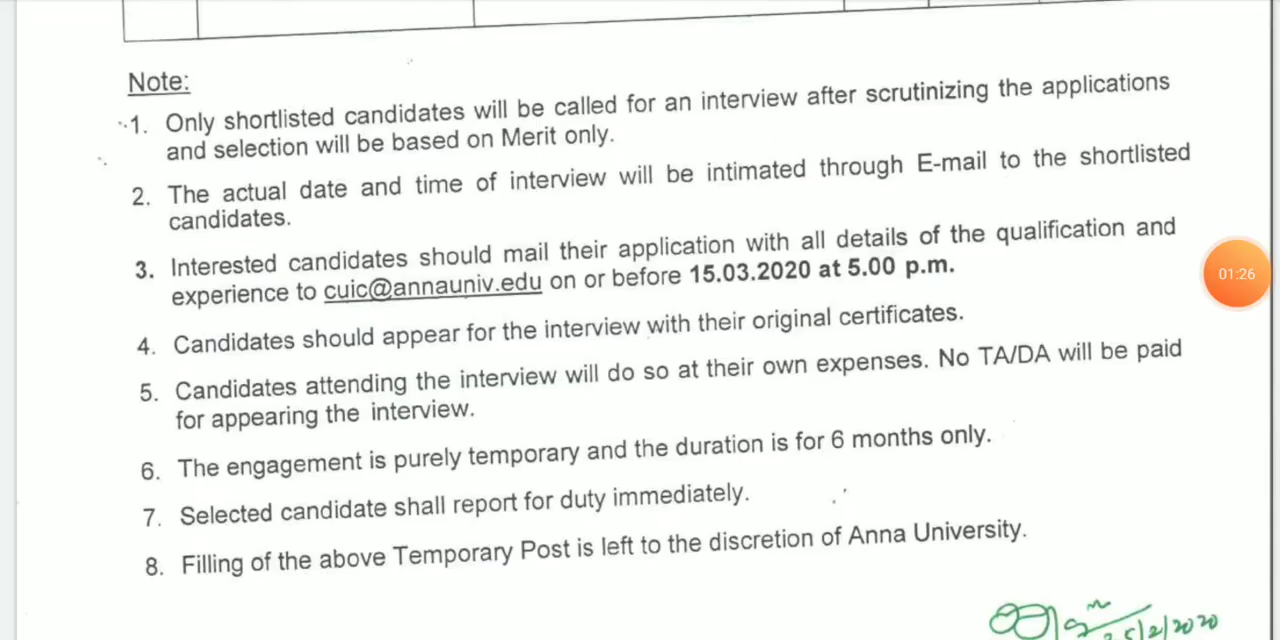 Note:
1. Only shortlisted candidates will be called for an interview after scrutinizing the applications
and selection will be based on Merit only.
2. The actual date and time of interview will be intimated through E-mail to the shortlisted
candidates.
3. Interested candidates should mail their application with all details of the qualification and
experience to cuic@annauniv.edu on or before 15.03.2020 at 5.00 p.m.
01:26
4. Candidates should appear for the interview with their original certificates.
5. Candidates attending the interview will do so at their own expenses. No TA/DA will be paid
for appearing the interview.
6. The engagement is purely temporary and the duration is for 6 months only.
7. Selected candidate shall report for duty immediately.
8. Filling of the above Temporary Post is left to the discretion of Anna University.
5/2/2020